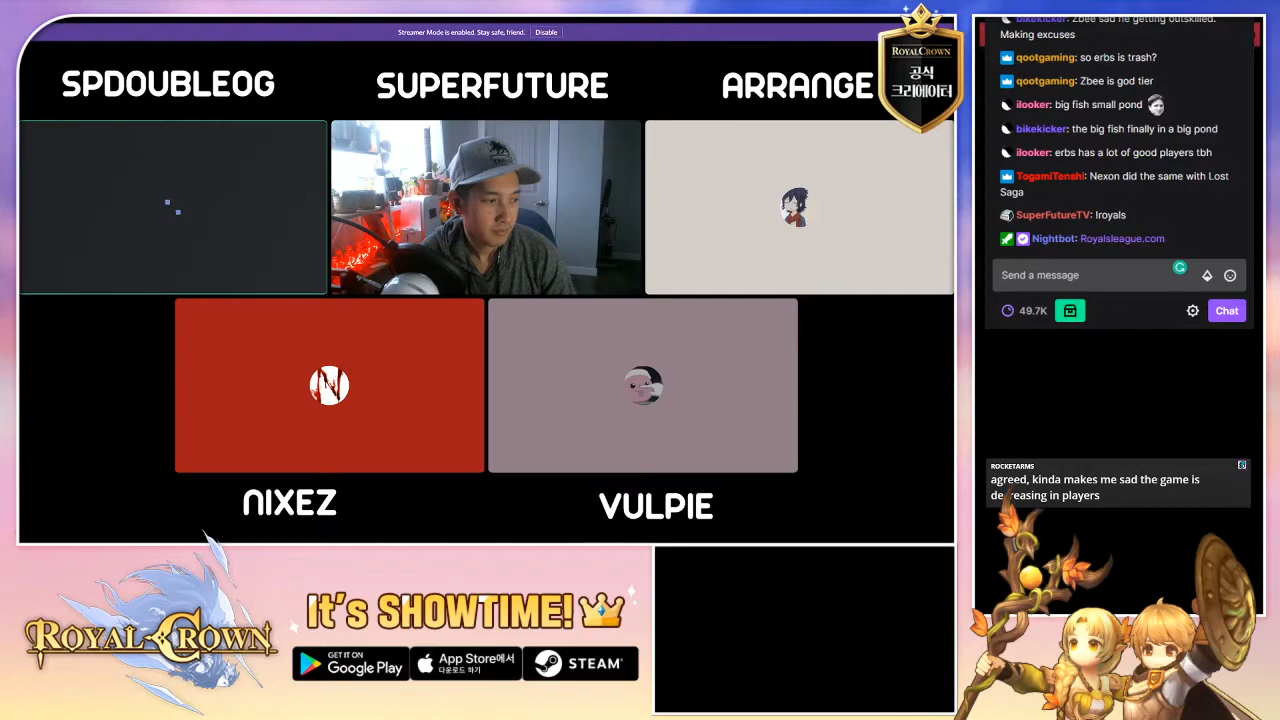 Streamer Mode is enabled. Stay safe, friend. Disable
SPDOUBLEOG
SUPERFUTURE
ARRANGE
ROYALCROWN
공식
크리에이터
NIXEZ
VULPIE
ROYAL CROWN
It's SHOWTIME!
GET IT ON
Google Play
App Store에서
다운로드 하기
STEAM
bikekicker: Zbee sad he getting outskilled.
Making excuses
qootgaming: so erbs is trash?
qootgaming: Zbee is god tier
ilooker: big fish small pond
bikekicker: the big fish finally in a big pond
ilooker: erbs has a lot of good players tbh
TogamiTenshi: Nexon did the same with Lost
Saga
SuperFutureTV: !royals
Nightbot: Royalsleague.com
Send a message
49.7K
Chat
ROCKETARMS
agreed, kinda makes me sad the game is
decreasing in players